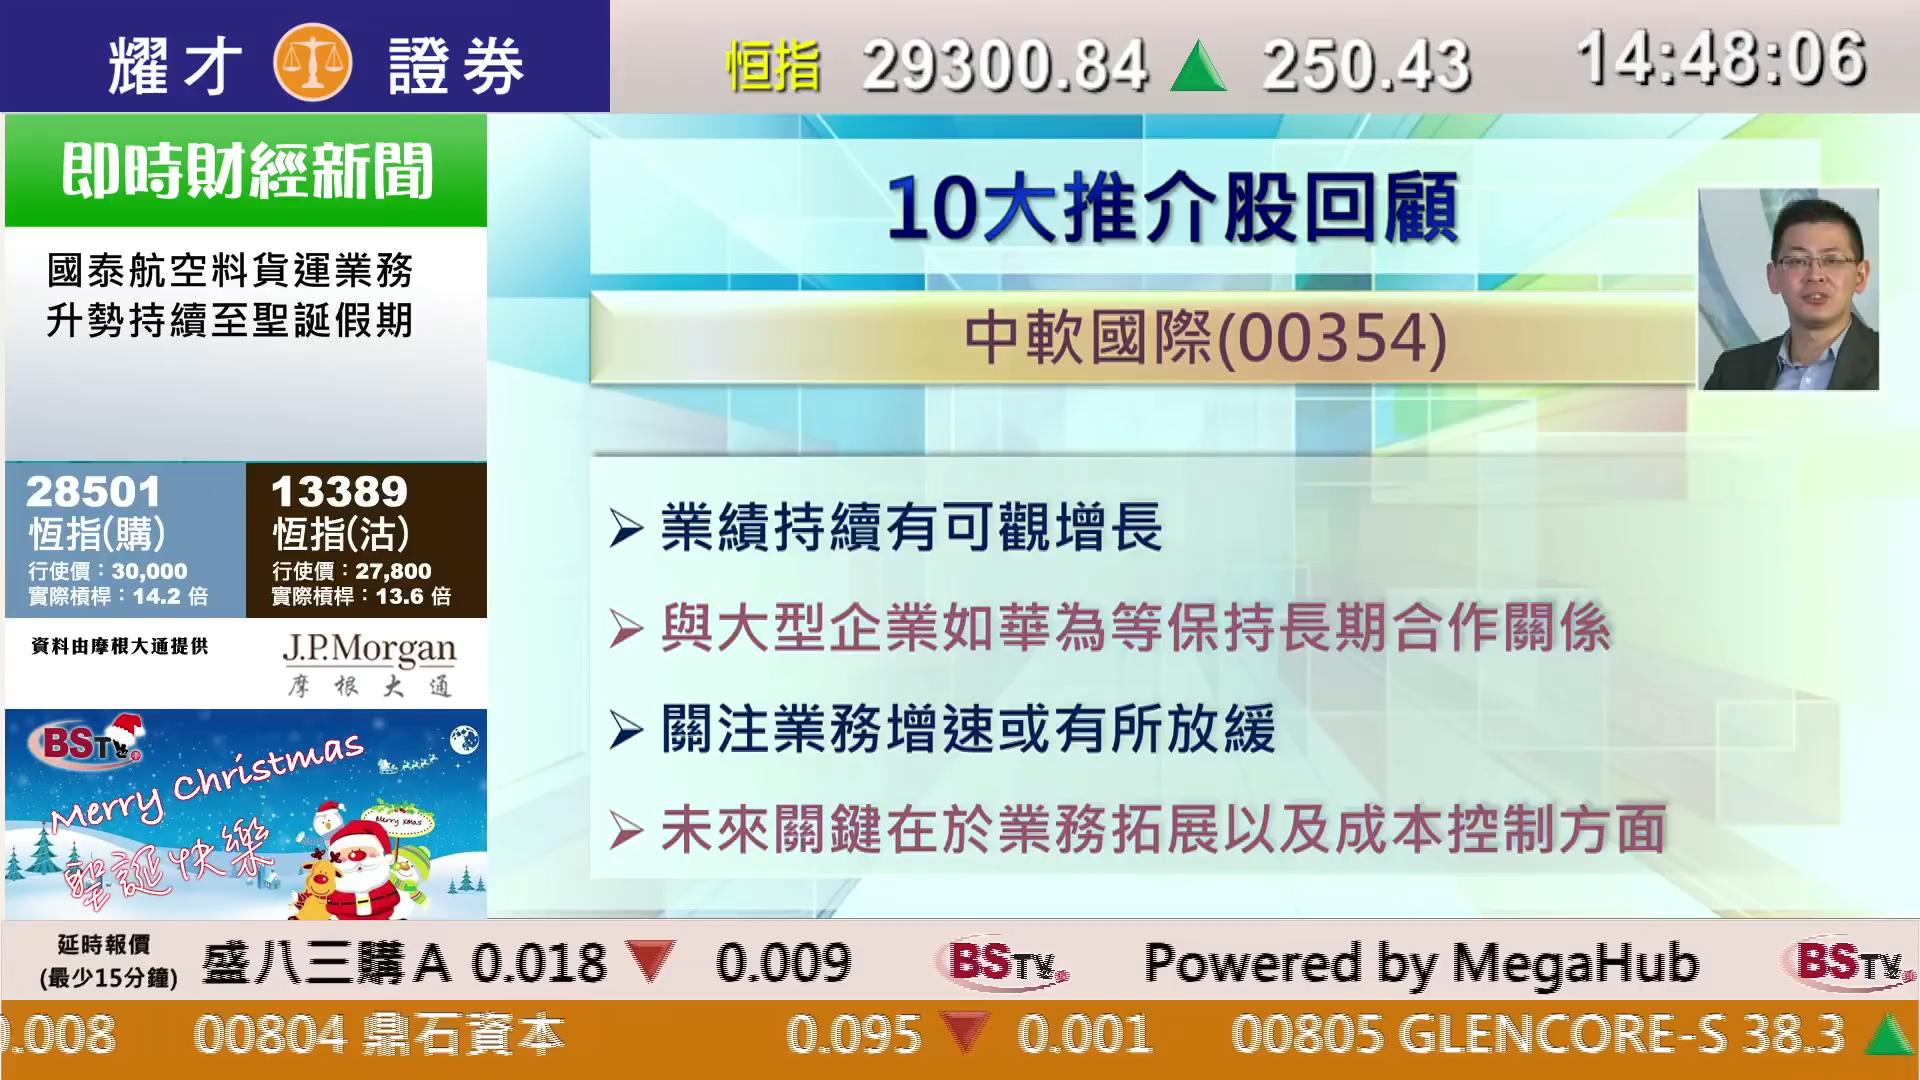 耀才 證券
恒指 29300.84 ▲ 250.43
14:48:06
即時財經新聞
國泰航空料貨運業務
升勢持續至聖誕假期
28501
恆指(購)
行使價：30,000
實際槓桿：14.2 倍
13389
恆指(沽)
行使價：27,800
實際槓桿：13.6 倍
資料由摩根大通提供
J.P.Morgan
摩根大通
BSTV
Merry Christmas
Merry Xmas
聖誕快樂
10大推介股回顧
中軟國際(00354)
➢ 業績持續有可觀增長
➢ 與大型企業如華為等保持長期合作關係
➢ 關注業務增速或有所放緩
➢ 未來關鍵在於業務拓展以及成本控制方面
延時報價
(最少15分鐘)
盛八三購A 0.018 ▼ 0.009 BSTV Powered by MegaHub BSTV
0.008 00804 鼎石資本 0.095 ▼ 0.001 00805 GLENCORE-S 38.3 ▲